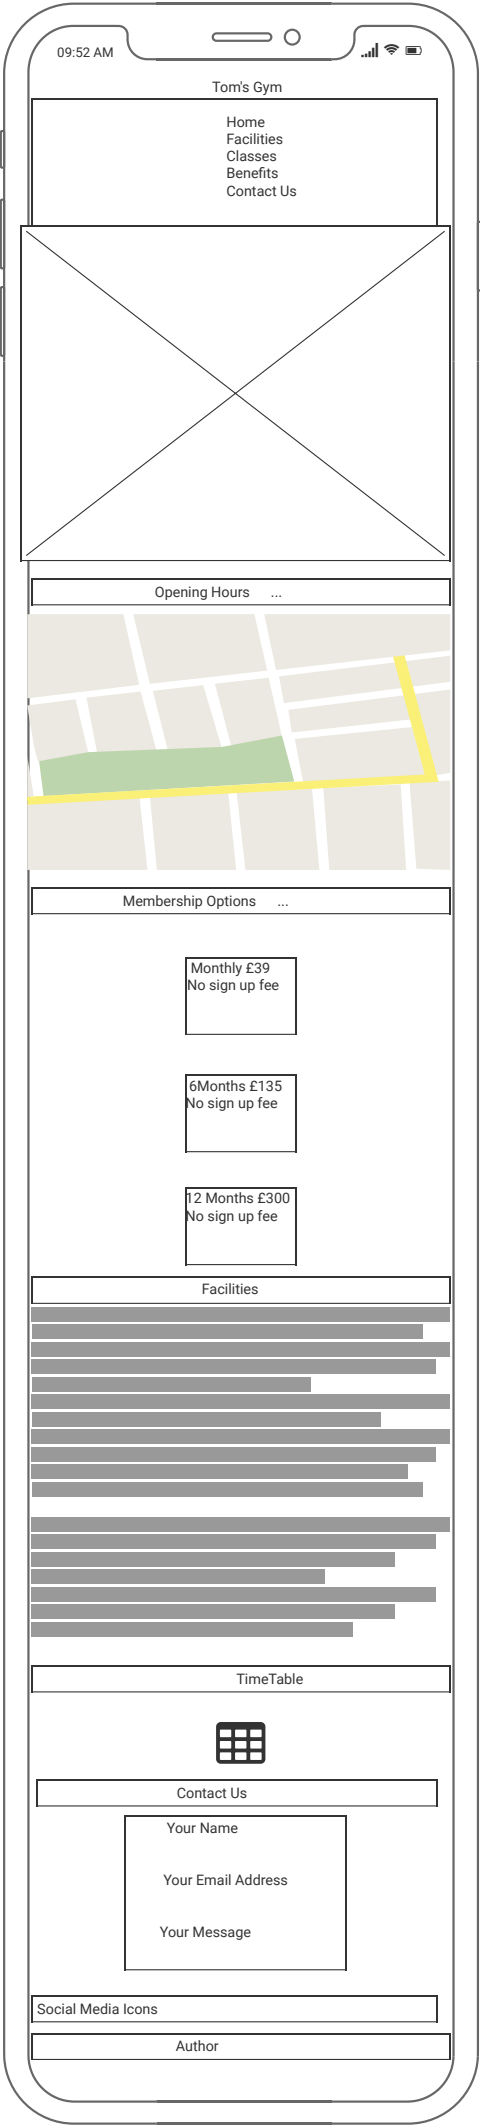 09:52 AM
Tom's Gym
Home
Facilities
Classes
Benefits
Contact Us
Opening Hours ...
Membership Options ...
Monthly £39
No sign up fee
6Months £135
No sign up fee
12 Months £300
No sign up fee
Facilities
TimeTable
Contact Us
Your Name
Your Email Address
Your Message
Social Media Icons
Author